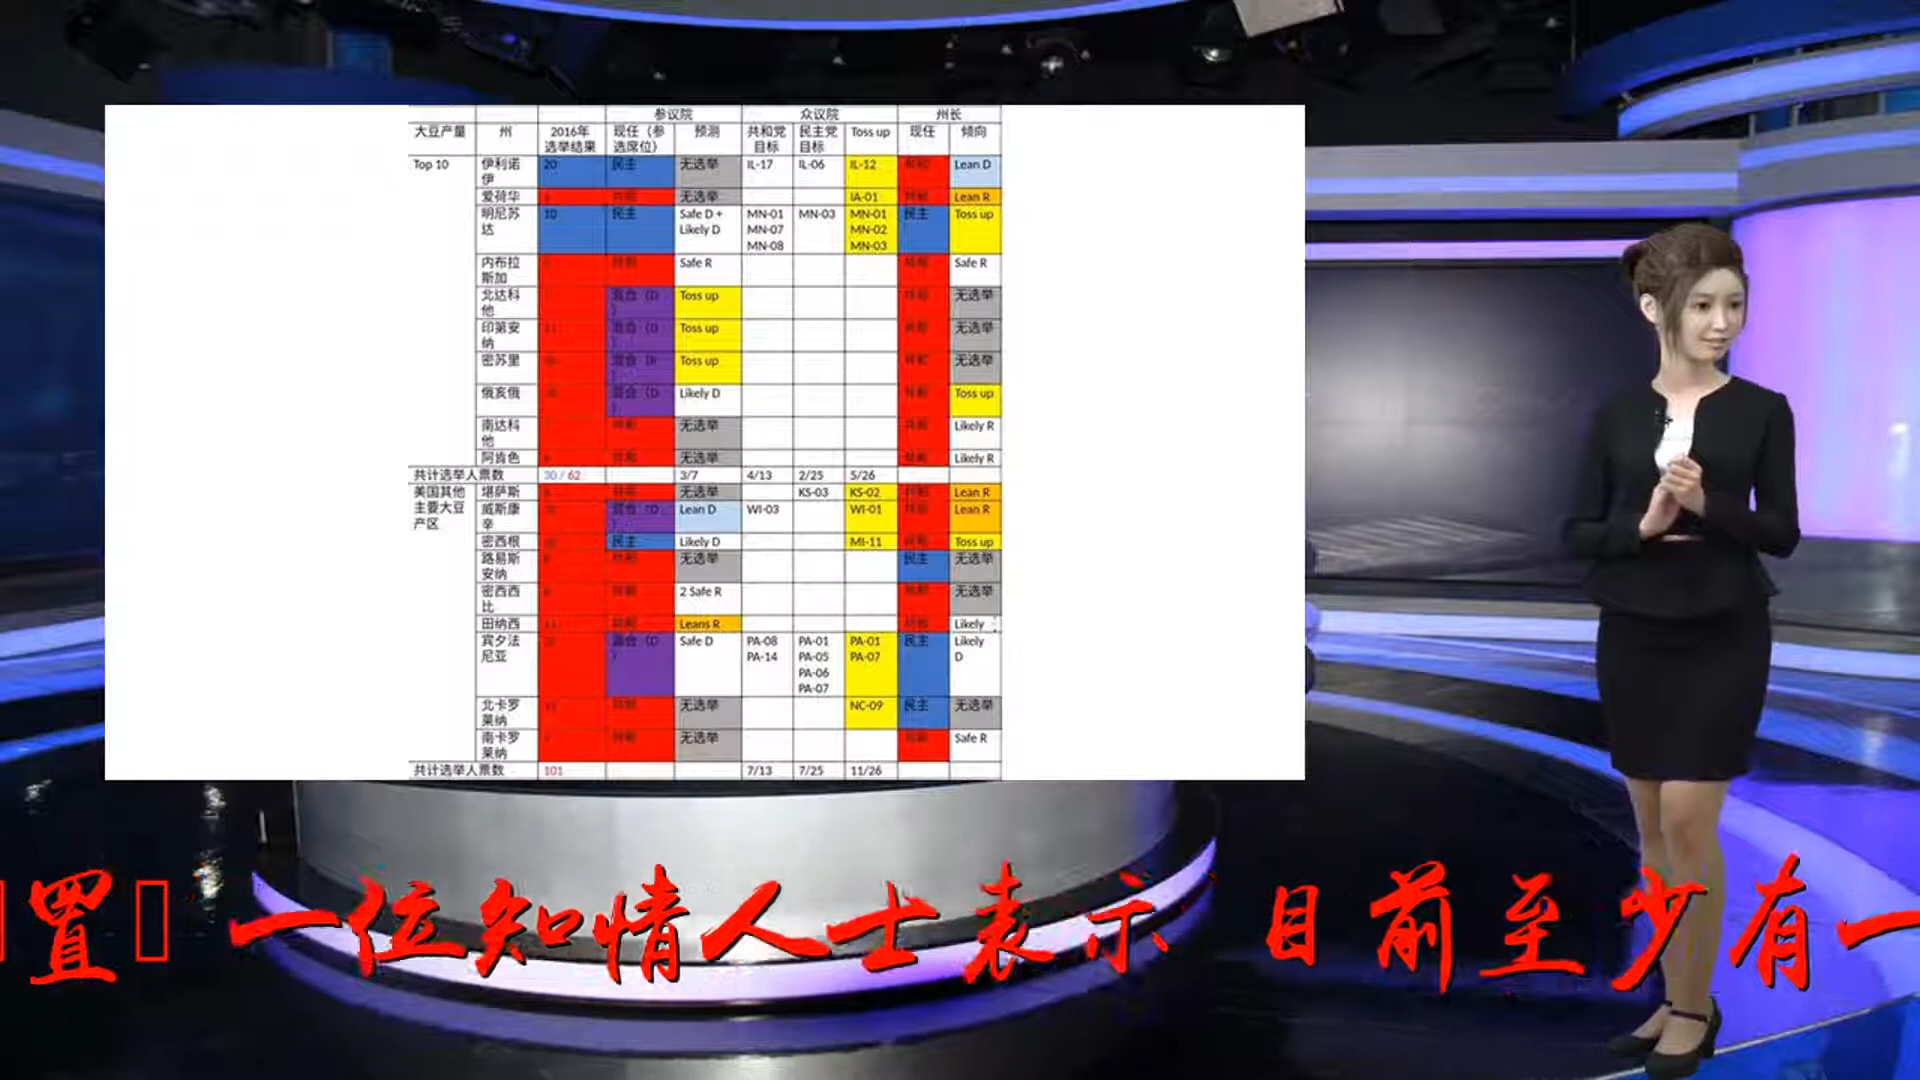 参议院 众议院 州长
大豆产量 州 2016年选举结果 现任（参选席位） 预测 共和党目标 民主党目标 Toss up 现任 倾向
Top 10 伊利诺伊 20 民主 无选举 IL-17 IL-06 IL-12 Lean D
爱荷华 无选举 IA-01 Lean R
明尼苏达 10 民主 Safe D + Likely D MN-01 MN-07 MN-08 MN-03 MN-01 MN-02 MN-03 民主 Toss up
内布拉斯加 Safe R Safe R
北达科他 混合（D） Toss up 无选举
印第安纳 混合（D） Toss up 无选举
密苏里 混合 Toss up 无选举
俄亥俄 混合（D） Likely D Toss up
南达科他 无选举 Likely R
阿肯色 无选举 Likely R
共计选举人票数 30 / 62 3/7 4/13 2/25 5/26
美国其他主要大豆产区 堪萨斯 无选举 KS-03 KS-02 Lean R
威斯康辛 混合（D） Lean D WI-03 WI-01 Lean R
密西根 民主 Likely D MI-11 Toss up
路易斯安纳 无选举 民主 无选举
密西西比 2 Safe R 无选举
田纳西 Leans R Likely
宾夕法尼亚 混合（D） Safe D PA-08 PA-14 PA-01 PA-05 PA-06 PA-07 PA-01 PA-07 民主 Likely D
北卡罗莱纳 无选举 NC-09 民主 无选举
南卡罗莱纳 无选举 Safe R
共计选举人票数 101 7/13 7/25 11/26
置 一位知情人士表示 目前至少有一